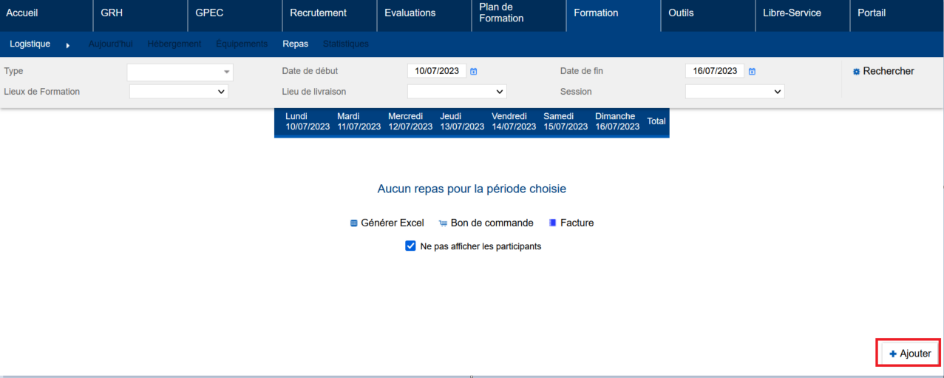 Accueil GRH GPEC Recrutement Evaluations Plan de Formation Formation Outils Libre-Service Portail
Logistique Aujourd'hui Hébergement Équipements Repas Statistiques
Type Date de début 10/07/2023 Date de fin 16/07/2023 Rechercher
Lieux de Formation Lieu de livraison Session
Lundi Mardi Mercredi Jeudi Vendredi Samedi Dimanche Total
10/07/2023 11/07/2023 12/07/2023 13/07/2023 14/07/2023 15/07/2023 16/07/2023
Aucun repas pour la période choisie
Générer Excel Bon de commande Facture
Ne pas afficher les participants
+ Ajouter